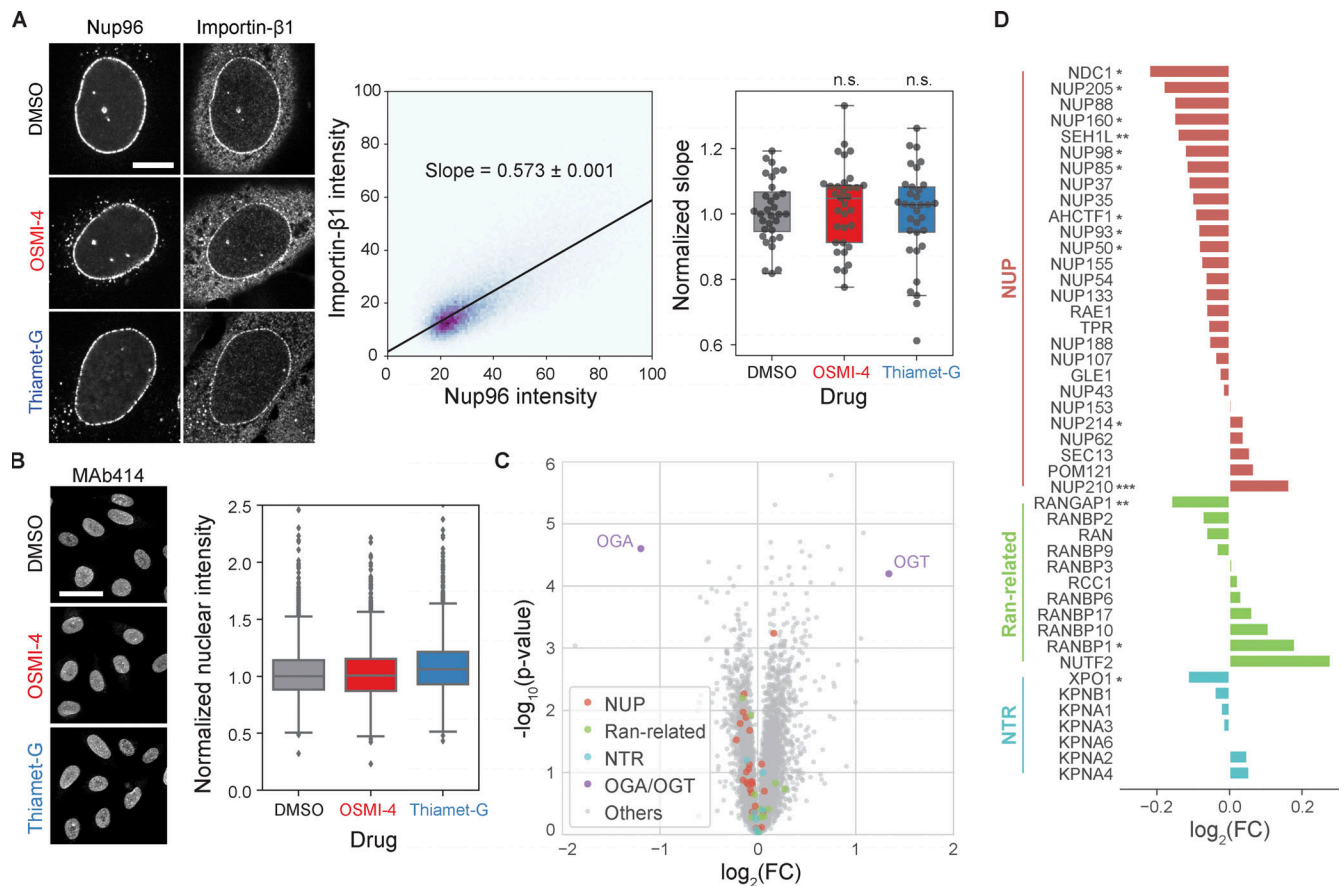 A
Nup96
Importin-β1
DMSO
OSMI-4
Thiamet-G
Importin-β1 intensity
100
80
60
40
20
0
Slope = 0.573 ± 0.001
0
20
40
60
80
100
Nup96 intensity
Normalized slope
1.2
1.0
0.8
0.6
n.s.
n.s.
DMSO
OSMI-4
Thiamet-G
Drug
B
MAb414
DMSO
OSMI-4
Thiamet-G
Normalized nuclear intensity
2.5
2.0
1.5
1.0
0.5
0.0
DMSO
OSMI-4
Thiamet-G
Drug
C
-log10(p-value)
6
5
4
3
2
1
0
OGA
OGT
NUP
Ran-related
NTR
OGA/OGT
Others
−2
−1
0
1
2
log2(FC)
D
NUP
NDC1 *
NUP205 *
NUP88
NUP160 *
SEH1L **
NUP98 *
NUP85 *
NUP37
NUP35
AHCTF1 *
NUP93 *
NUP50 *
NUP155
NUP54
NUP133
RAE1
TPR
NUP188
NUP107
GLE1
NUP43
NUP153
NUP214 *
NUP62
SEC13
POM121
NUP210 ***
Ran-related
RANGAP1 **
RANBP2
RAN
RANBP9
RANBP3
RCC1
RANBP6
RANBP17
RANBP10
RANBP1 *
NUTF2
NTR
XPO1 *
KPNB1
KPNA1
KPNA3
KPNA6
KPNA2
KPNA4
−0.2
0.0
0.2
log2(FC)